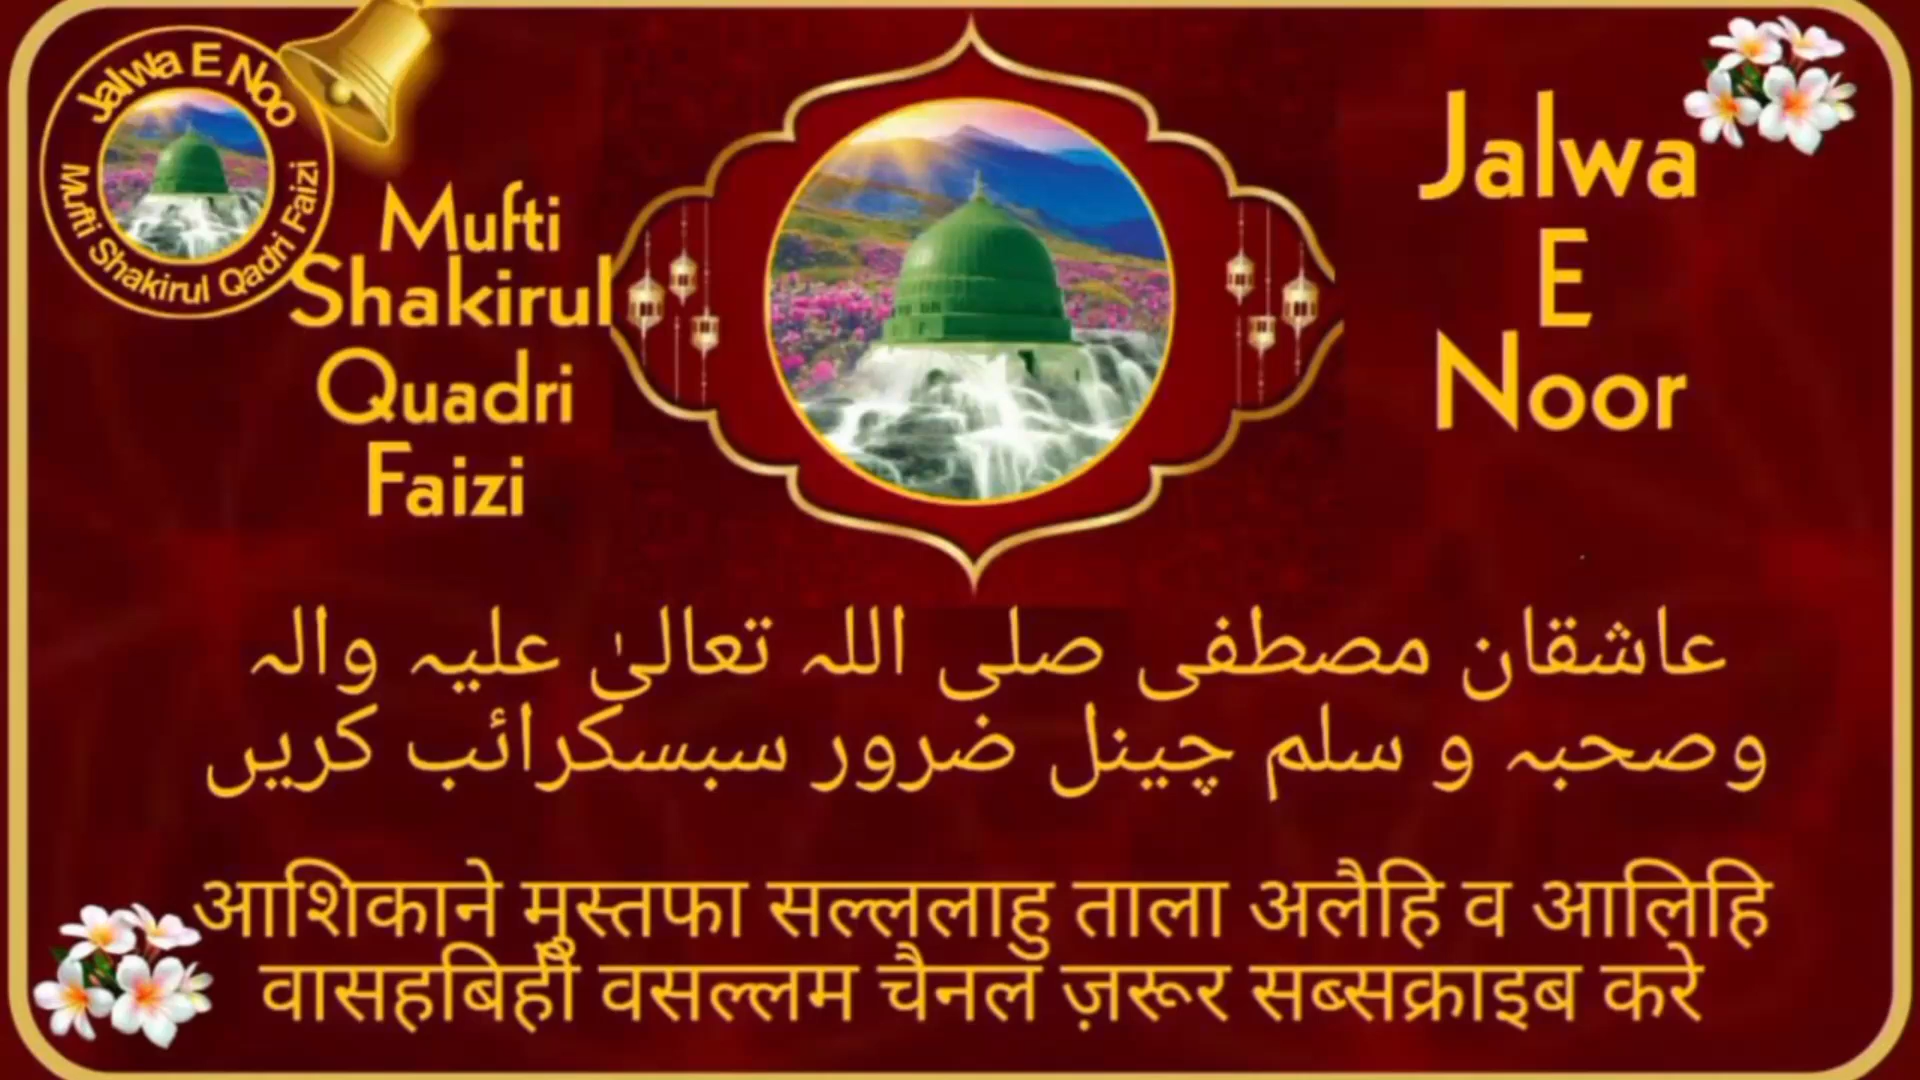 Jalwa E Noo
Mufti Shakirul Qadri Faizi
Mufti
Shakirul
Quadri
Faizi
Jalwa
E
Noor
عاشقان مصطفی صلی اللہ تعالیٰ علیہ والہ
وصحبہ و سلم چینل ضرور سبسکرائب کریں
आशिकाने मुस्तफा सल्ललाहु ताला अलैहि व आलिहि
वासहबिही वसल्लम चैनल ज़रूर सब्सक्राइब करे